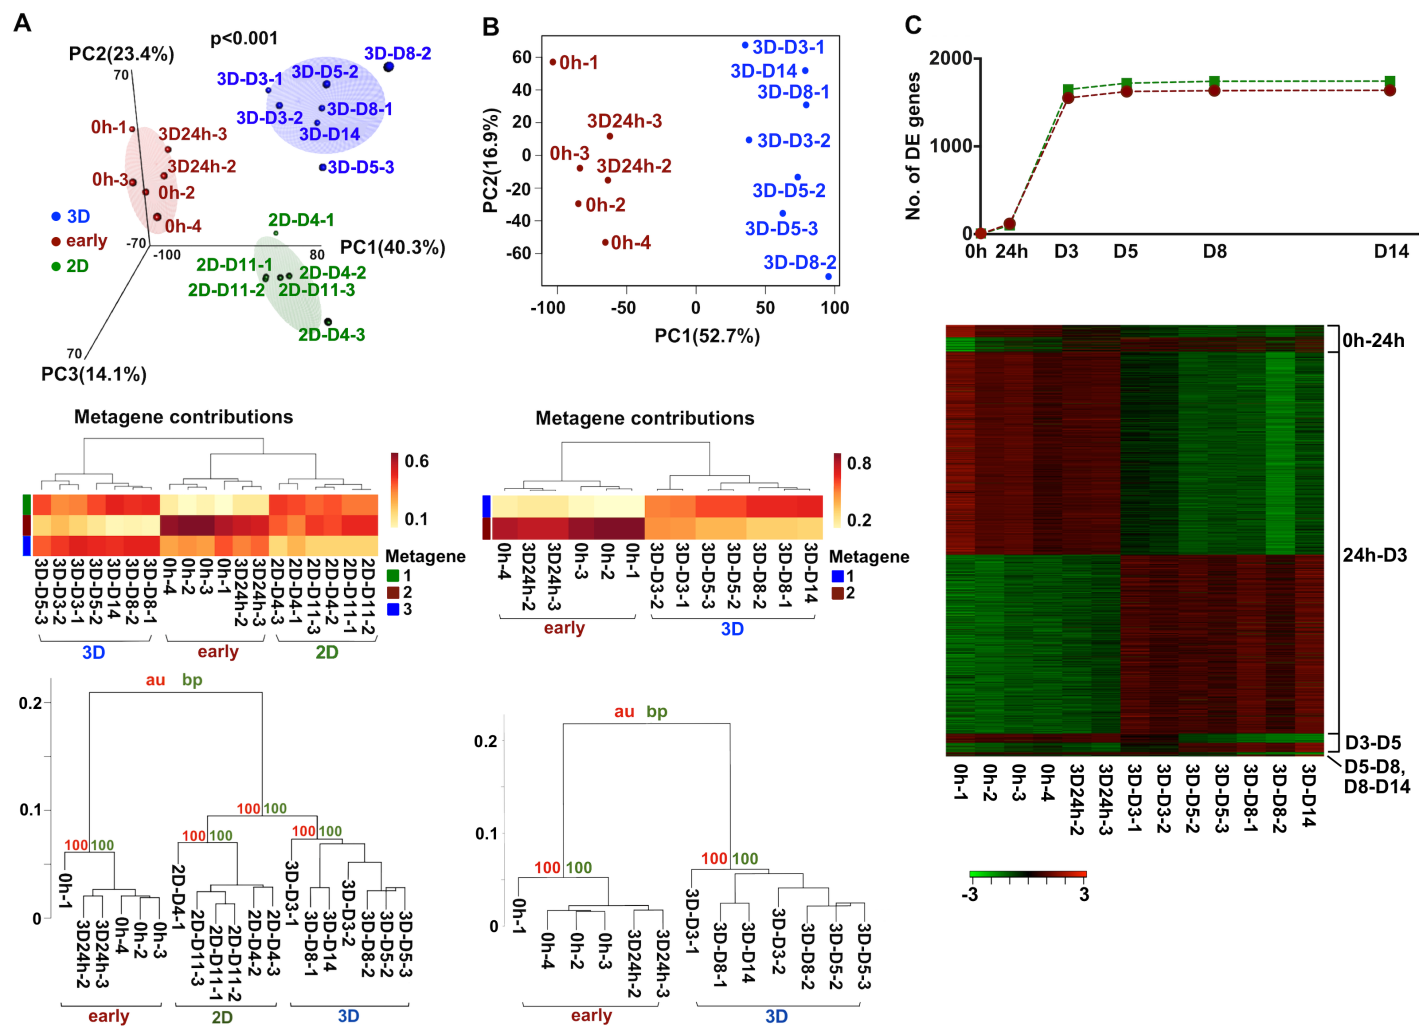 A
PC2(23.4%)
70
p<0.001
3D-D8-2
3D-D3-1
3D-D5-2
3D-D8-1
3D-D3-2
3D-D14
3D-D5-3
0h-1
3D24h-3
3D24h-2
0h-3
0h-2
0h-4
3D
early
2D
-70
-100
80
PC1(40.3%)
2D-D4-1
2D-D11-1
2D-D4-2
2D-D11-2
2D-D11-3
2D-D4-3
70
PC3(14.1%)
Metagene contributions
0.6
0.1
Metagene
1
2
3
3D-D5-3
3D-D3-2
3D-D3-1
3D-D5-2
3D-D14
3D-D8-2
3D-D8-1
0h-4
0h-2
0h-3
0h-1
3D24h-2
3D24h-3
2D-D4-3
2D-D4-1
2D-D11-3
2D-D4-2
2D-D11-1
2D-D11-2
3D
early
2D
au bp
0.2
0.1
0
100 100
100 100
100 100
100 100
0h-1
3D24h-2
3D24h-3
0h-4
0h-2
0h-3
2D-D4-1
2D-D11-3
2D-D11-1
2D-D11-2
2D-D4-2
2D-D4-3
3D-D3-1
3D-D8-1
3D-D14
3D-D3-2
3D-D8-2
3D-D5-2
3D-D5-3
early
2D
3D
B
PC2(16.9%)
60
40
20
0
-20
-40
-60
0h-1
3D24h-3
0h-3
3D24h-2
0h-2
0h-4
3D-D3-1
3D-D14
3D-D8-1
3D-D3-2
3D-D5-2
3D-D5-3
3D-D8-2
-100
-50
0
50
100
PC1(52.7%)
Metagene contributions
0.8
0.2
Metagene
1
2
0h-4
3D24h-2
3D24h-3
0h-3
0h-2
0h-1
3D-D3-2
3D-D3-1
3D-D5-3
3D-D5-2
3D-D8-2
3D-D8-1
3D-D14
early
3D
au bp
0.2
0.1
0
100 100
100 100
0h-1
0h-4
0h-2
0h-3
3D24h-2
3D24h-3
3D-D3-1
3D-D8-1
3D-D14
3D-D3-2
3D-D8-2
3D-D5-2
3D-D5-3
early
3D
C
No. of DE genes
2000
1000
0
0h
24h
D3
D5
D8
D14
0h-24h
24h-D3
D3-D5
D5-D8,
D8-D14
0h-1
0h-2
0h-3
0h-4
3D24h-2
3D24h-3
3D-D3-1
3D-D3-2
3D-D5-2
3D-D5-3
3D-D8-1
3D-D8-2
3D-D14
-3
3